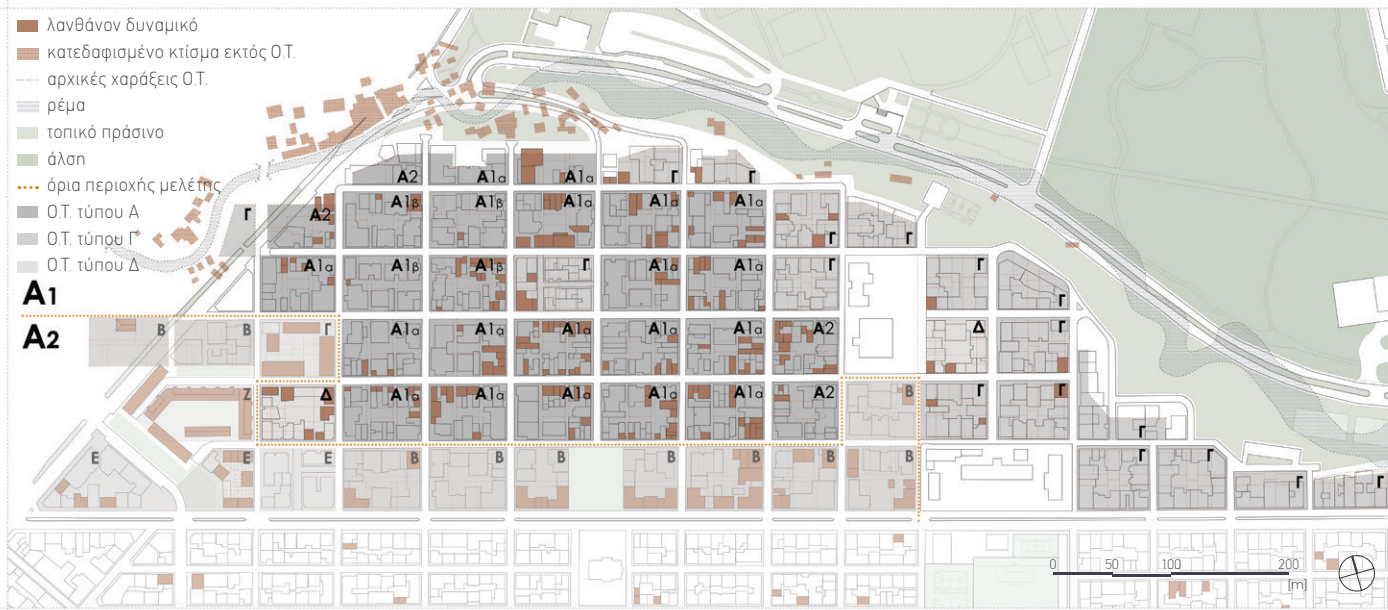 λανθάνον δυναμικό
κατεδαφισμένο κτίσμα εκτός Ο.Τ.
αρχικές χαράξεις Ο.Τ.
ρέμα
τοπικό πράσινο
άλση
όρια περιοχής μελέτης
Ο.Τ. τύπου Α
Ο.Τ. τύπου Γ
Ο.Τ. τύπου Δ
Α1
Α2
Α2 Α1α Α1α Γ Γ
Γ Α2 Α1β Α1β Α1α Α1α Α1α Γ Γ
Α1α Α1β Α1β Γ Α1α Α1α Γ Γ Γ
Β Β Γ Α1α Α1α Α1α Α1α Α1α Α2 Δ Γ
Ζ Δ Α1α Α1α Α1α Α1α Α1α Α2 Β Γ Γ Γ
Ε Ε Ε Β Β Β Β Β Β Β Γ Γ Γ Γ
0 50 100 200
[m]